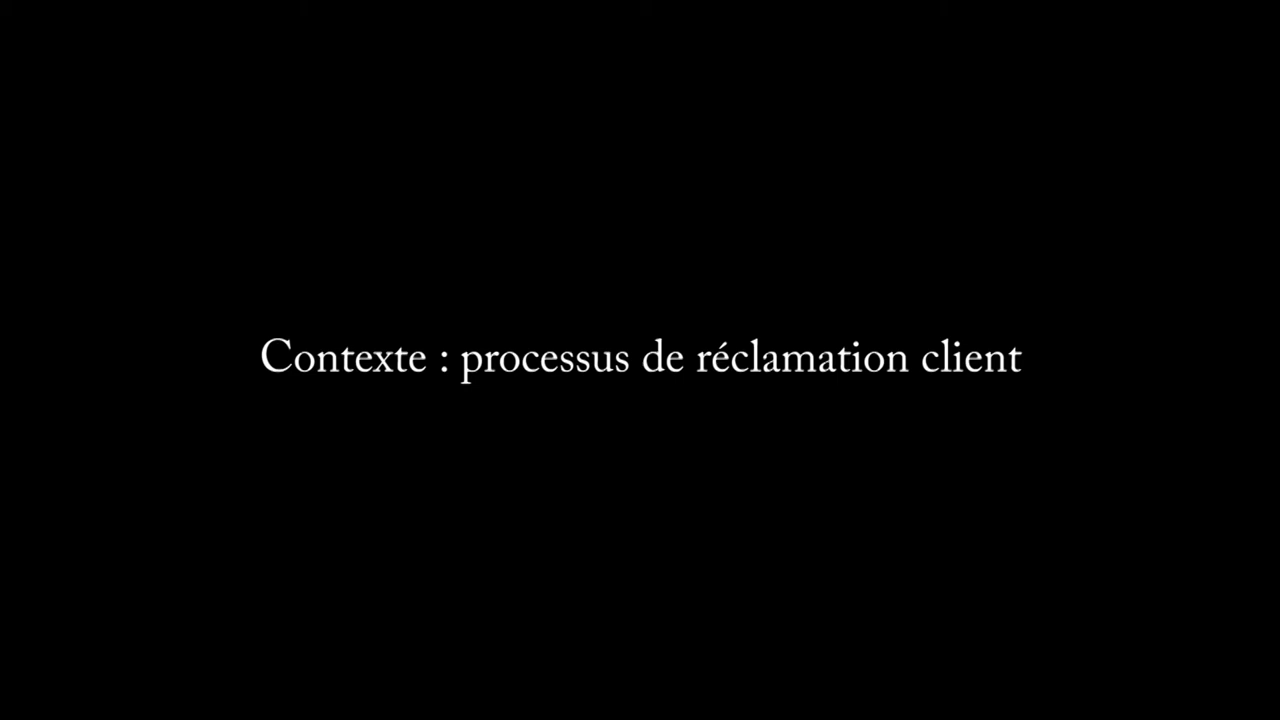 Contexte : processus de réclamation client